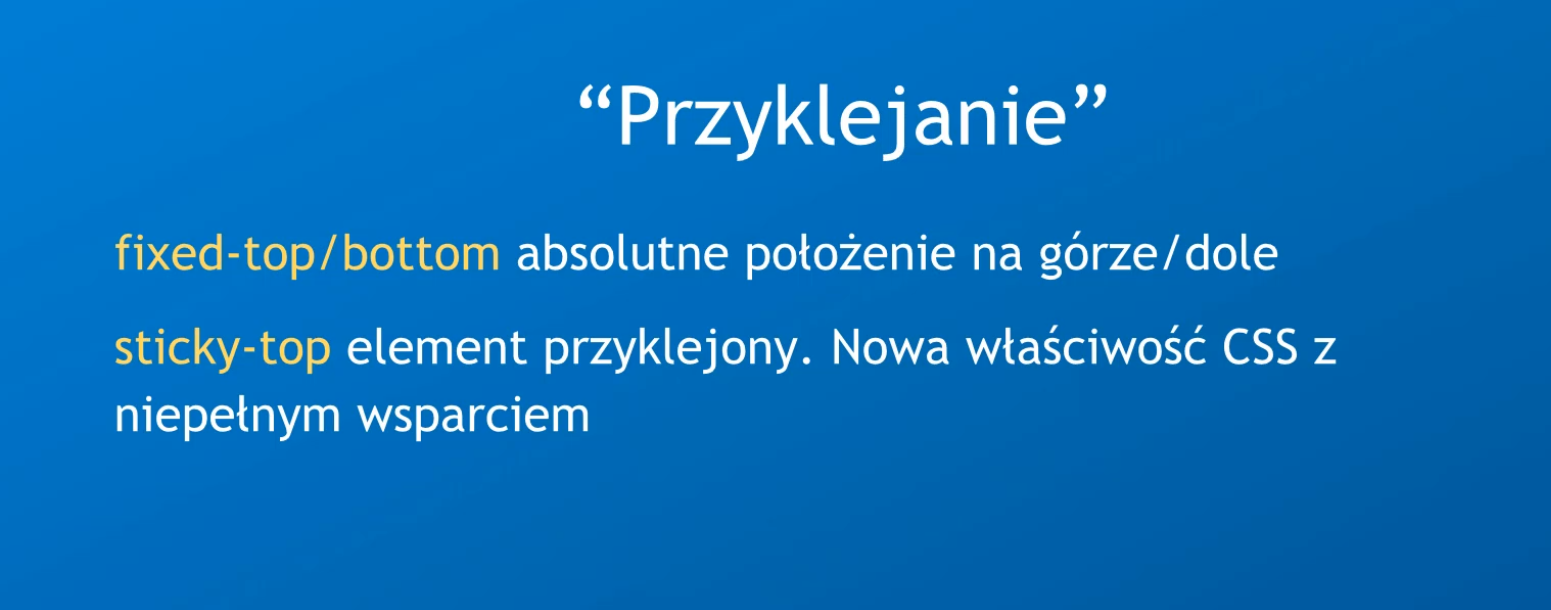 “Przyklejanie”
fixed-top/bottom absolutne położenie na górze/dole
sticky-top element przyklejony. Nowa właściwość CSS z
niepełnym wsparciem